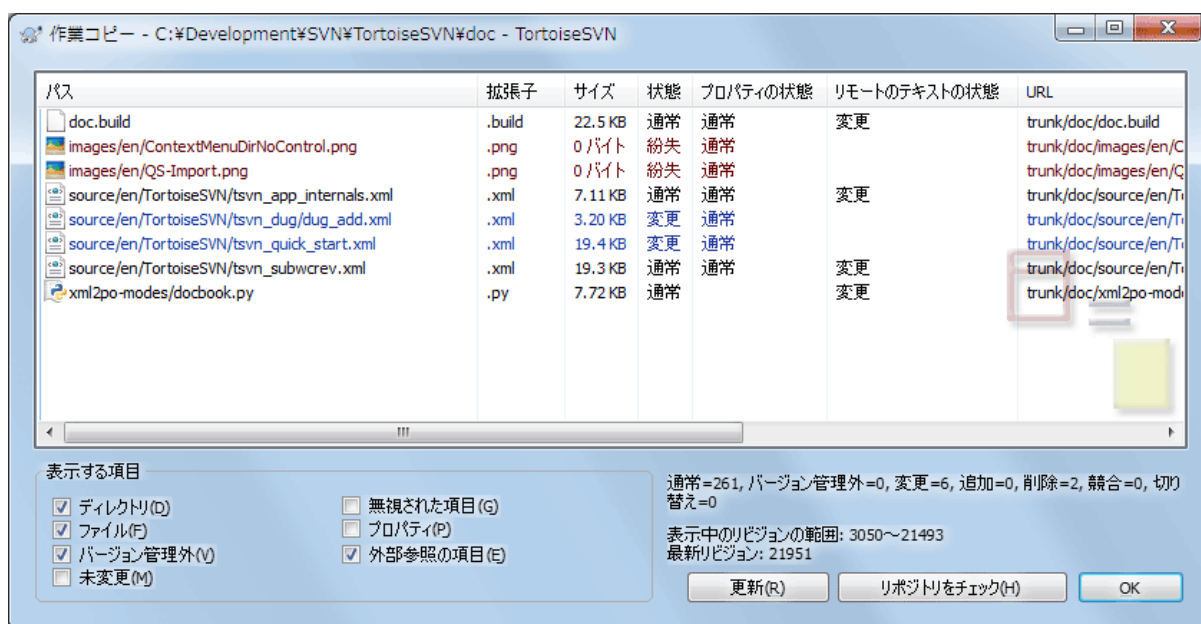 作業コピー - C:¥Development¥SVN¥TortoiseSVN¥doc - TortoiseSVN
パス 拡張子 サイズ 状態 プロパティの状態 リモートのテキストの状態 URL
doc.build .build 22.5 KB 通常 通常 変更 trunk/doc/doc.build
images/en/ContextMenuDirNoControl.png .png 0 バイト 紛失 通常 trunk/doc/images/en/C
images/en/QS-Import.png .png 0 バイト 紛失 通常 trunk/doc/images/en/Q
source/en/TortoiseSVN/tsvn_app_internals.xml .xml 7.11 KB 通常 通常 変更 trunk/doc/source/en/T
source/en/TortoiseSVN/tsvn_dug/dug_add.xml .xml 3.20 KB 変更 通常 trunk/doc/source/en/T
source/en/TortoiseSVN/tsvn_quick_start.xml .xml 19.4 KB 変更 通常 trunk/doc/source/en/T
source/en/TortoiseSVN/tsvn_subwcrev.xml .xml 19.3 KB 通常 通常 変更 trunk/doc/source/en/T
xml2po-modes/docbook.py .py 7.72 KB 通常 変更 trunk/doc/xml2po-mod
表示する項目
ディレクトリ(D) 無視された項目(G)
ファイル(F) プロパティ(P)
バージョン管理外(V) 外部参照の項目(E)
未変更(M)
通常=261, バージョン管理外=0, 変更=6, 追加=0, 削除=2, 競合=0, 切り
替え=0
表示中のリビジョンの範囲: 3050～21493
最新リビジョン: 21951
更新(R) リポジトリをチェック(H) OK